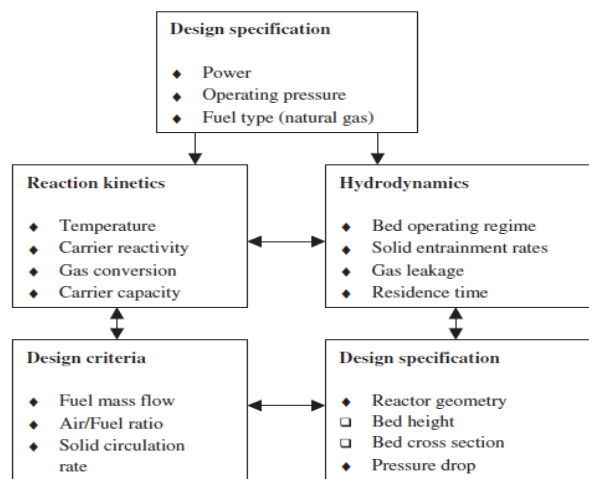 Design specification
◆ Power
◆ Operating pressure
◆ Fuel type (natural gas)
Reaction kinetics
◆ Temperature
◆ Carrier reactivity
◆ Gas conversion
◆ Carrier capacity
Hydrodynamics
◆ Bed operating regime
◆ Solid entrainment rates
◆ Gas leakage
◆ Residence time
Design criteria
◆ Fuel mass flow
◆ Air/Fuel ratio
◆ Solid circulation
rate
Design specification
◆ Reactor geometry
❑ Bed height
❑ Bed cross section
◆ Pressure drop